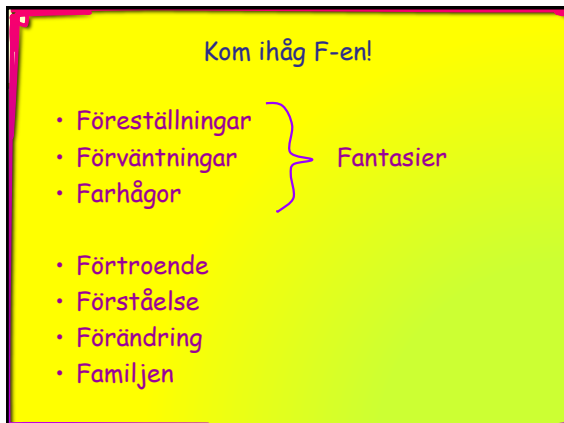 Kom ihåg F-en!
• Föreställningar
• Förväntningar Fantasier
• Farhågor
• Förtroende
• Förståelse
• Förändring
• Familjen